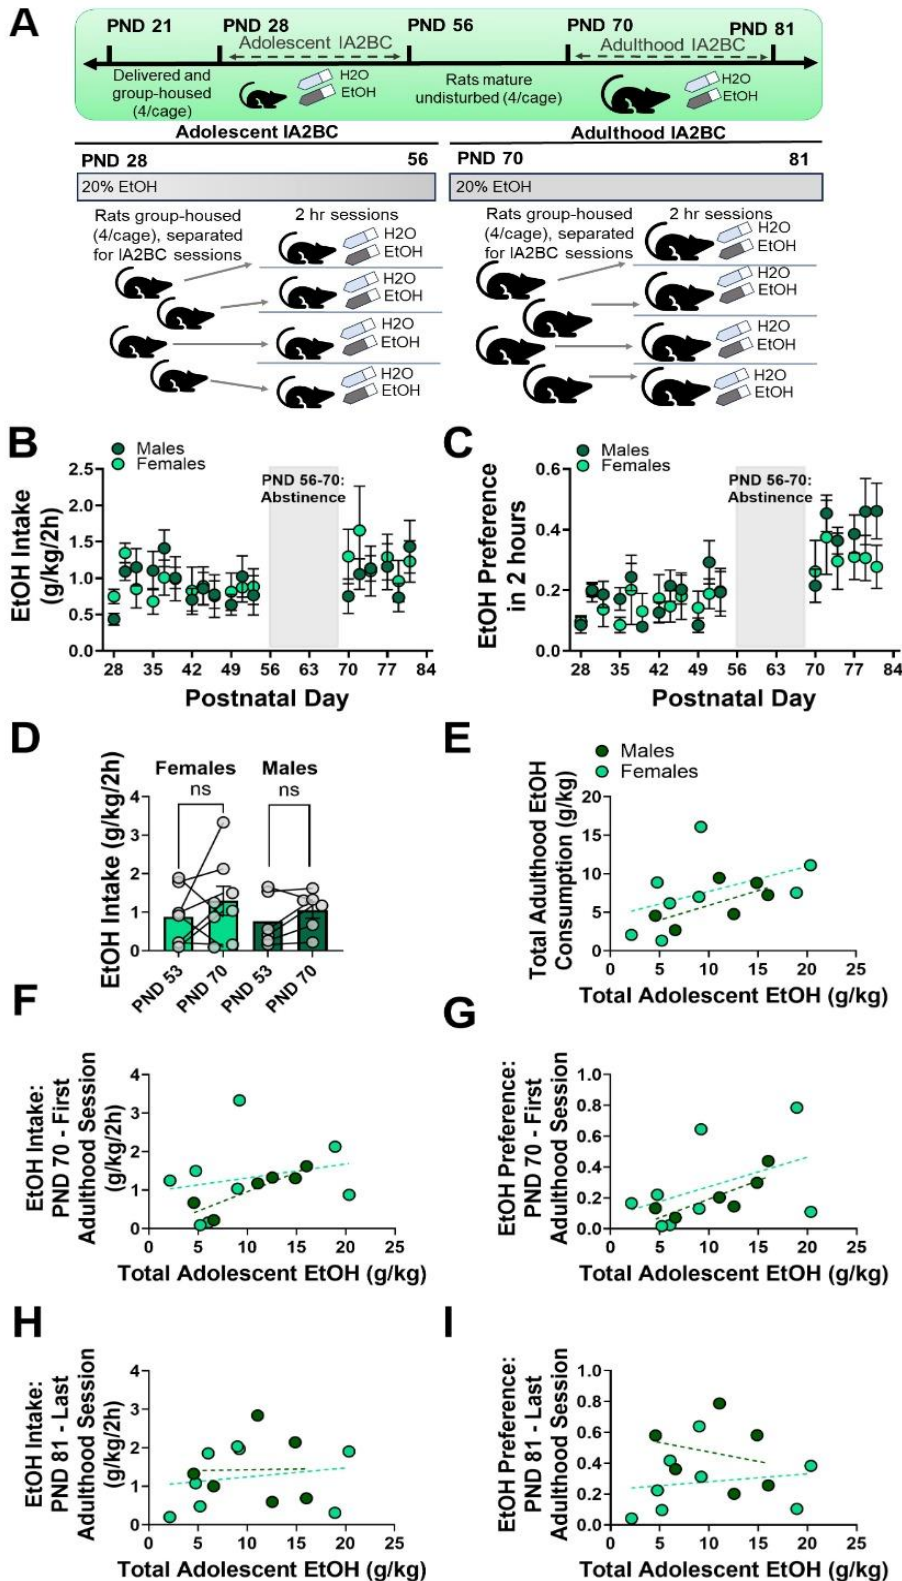 A
PND 21
PND 28
PND 56
PND 70
PND 81
Adolescent IA2BC
Adulthood IA2BC
Delivered and
group-housed
(4/cage)
H2O
EtOH
Rats mature
undisturbed (4/cage)
H2O
EtOH
Adolescent IA2BC
Adulthood IA2BC
PND 28
56
PND 70
81
20% EtOH
20% EtOH
Rats group-housed
(4/cage), separated
for IA2BC sessions
2 hr sessions
H2O
EtOH
H2O
EtOH
H2O
EtOH
H2O
EtOH
Rats group-housed
(4/cage), separated
for IA2BC sessions
2 hr sessions
H2O
EtOH
H2O
EtOH
H2O
EtOH
H2O
EtOH
B
Males
Females
PND 56-70:
Abstinence
EtOH Intake
(g/kg/2h)
2.5
2.0
1.5
1.0
0.5
0.0
28 35 42 49 56 63 70 77 84
Postnatal Day
C
Males
Females
PND 56-70:
Abstinence
EtOH Preference
in 2 hours
0.6
0.4
0.2
0.0
28 35 42 49 56 63 70 77 84
Postnatal Day
D
Females Males
ns ns
EtOH Intake (g/kg/2h)
4
3
2
1
0
PND 53
PND 70
PND 53
PND 70
E
Males
Females
Total Adulthood EtOH
Consumption (g/kg)
20
15
10
5
0
0 5 10 15 20 25
Total Adolescent EtOH (g/kg)
F
EtOH Intake:
PND 70 - First
Adulthood Session
(g/kg/2h)
4
3
2
1
0
0 5 10 15 20 25
Total Adolescent EtOH (g/kg)
G
EtOH Preference:
PND 70 - First
Adulthood Session
1.0
0.8
0.6
0.4
0.2
0.0
0 5 10 15 20 25
Total Adolescent EtOH (g/kg)
H
EtOH Intake:
PND 81 - Last
Adulthood Session
(g/kg/2h)
4
3
2
1
0
0 5 10 15 20 25
Total Adolescent EtOH (g/kg)
I
EtOH Preference:
PND 81 - Last
Adulthood Session
1.0
0.8
0.6
0.4
0.2
0.0
0 5 10 15 20 25
Total Adolescent EtOH (g/kg)